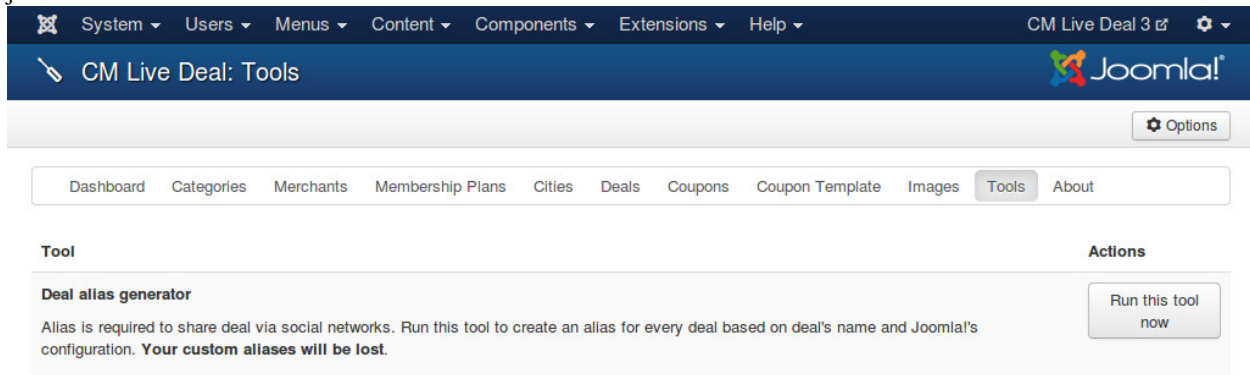 System Users Menus Content Components Extensions Help CM Live Deal 3
CM Live Deal: Tools Joomla!
Options
Dashboard Categories Merchants Membership Plans Cities Deals Coupons Coupon Template Images Tools About
Tool Actions
Deal alias generator
Run this tool now
Alias is required to share deal via social networks. Run this tool to create an alias for every deal based on deal's name and Joomla!'s
configuration. Your custom aliases will be lost.